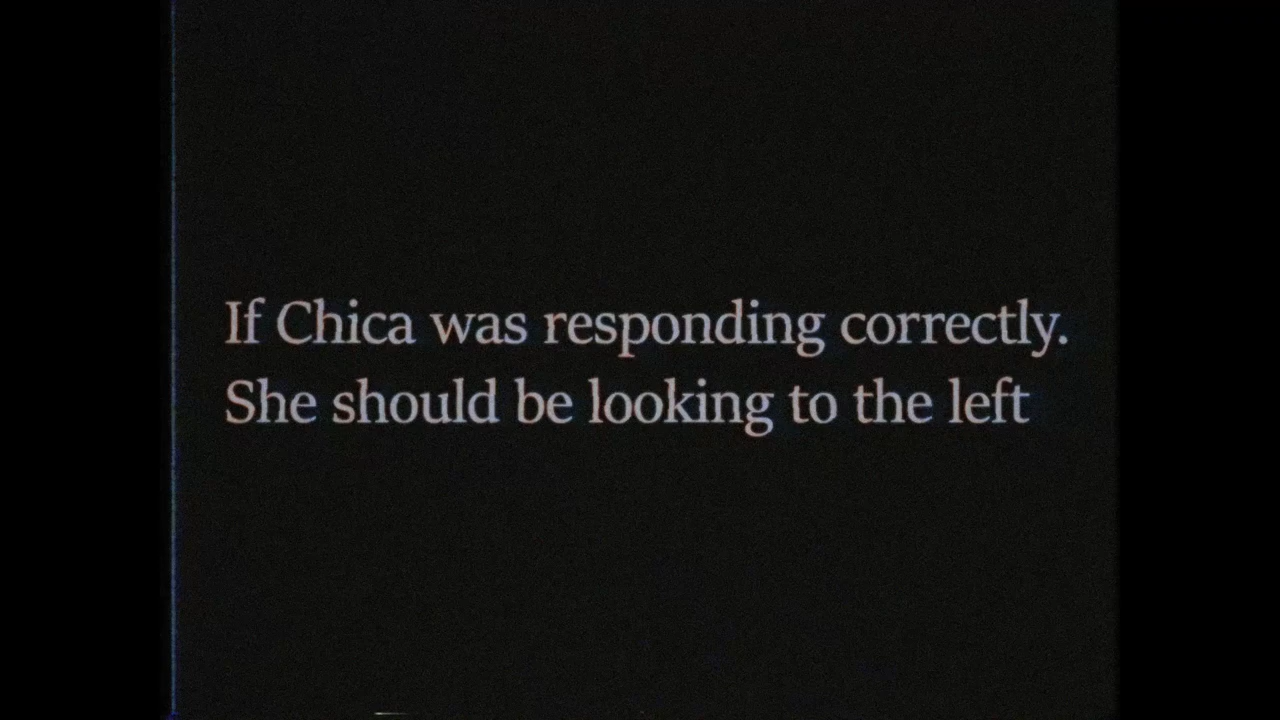 If Chica was responding correctly.
She should be looking to the left